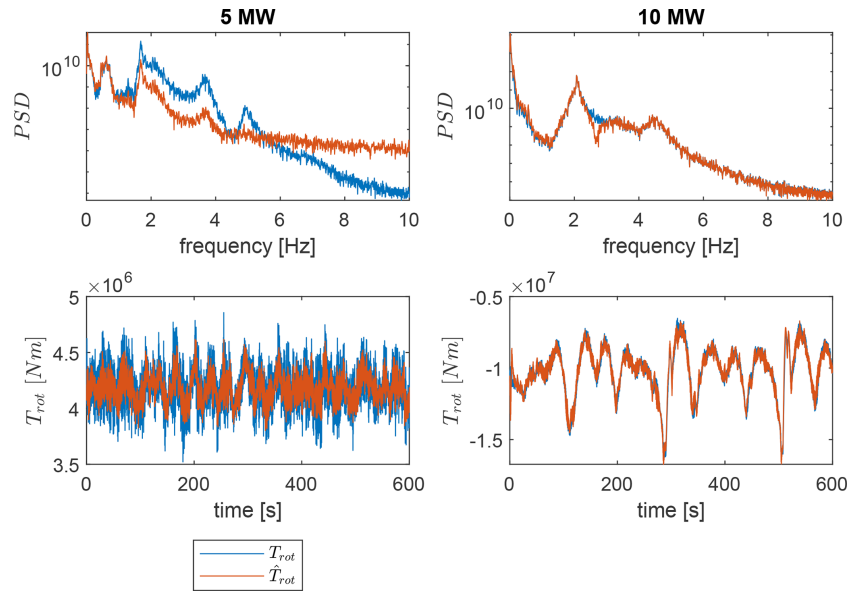 5 MW
10 MW
PSD
10^10
0 2 4 6 8 10
frequency [Hz]
PSD
10^10
0 2 4 6 8 10
frequency [Hz]
×10^6
5
4.5
4
3.5
T_rot [Nm]
0 200 400 600
time [s]
×10^7
-0.5
-1
-1.5
T_rot [Nm]
0 200 400 600
time [s]
T_rot
T̂_rot